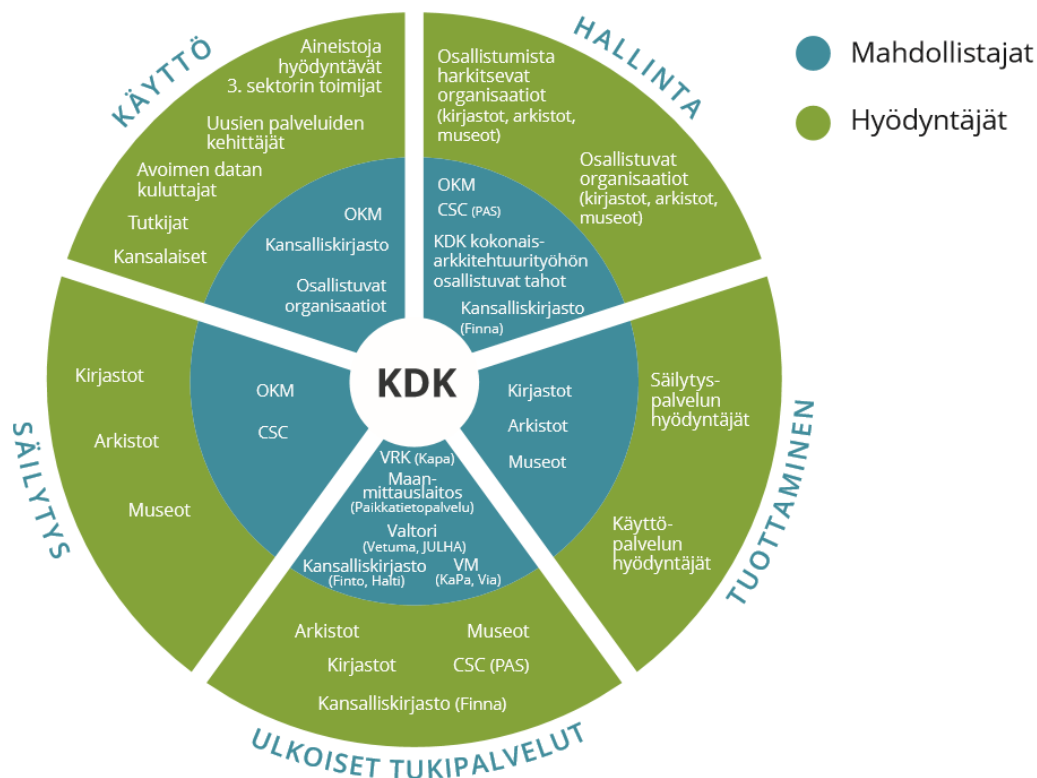 KÄYTTÖ
Aineistoja
hyödyntävät
3. sektorin toimijat
Uusien palveluiden
kehittäjät
Avoimen datan
kuluttajat
Tutkijat
Kansalaiset
OKM
Kansalliskirjasto
Osallistuvat
organisaatiot
HALLINTA
Osallistumista
harkitsevat
organisaatiot
(kirjastot, arkistot,
museot)
Osallistuvat
organisaatiot
(kirjastot, arkistot,
museot)
OKM
CSC (PAS)
KDK kokonais-
arkkitehtuurityöhön
osallistuvat tahot
Kansalliskirjasto
(Finna)
Mahdollistajat
Hyödyntäjät
KDK
SÄILYTYS
Kirjastot
Arkistot
Museot
OKM
CSC
Kirjastot
Arkistot
Museot
Säilytys-
palvelun
hyödyntäjät
Käyttö-
palvelun
hyödyntäjät
TUOTTAMINEN
VRK (Kapa)
Maan-
mittauslaitos
(Paikkatietopalvelu)
Valtori
(Vetuma, JULHA)
Kansalliskirjasto
(Finto, Halti)
VM
(KaPa, Via)
Arkistot
Museot
Kirjastot
CSC (PAS)
Kansalliskirjasto (Finna)
ULKOISET TUKIPALVELUT